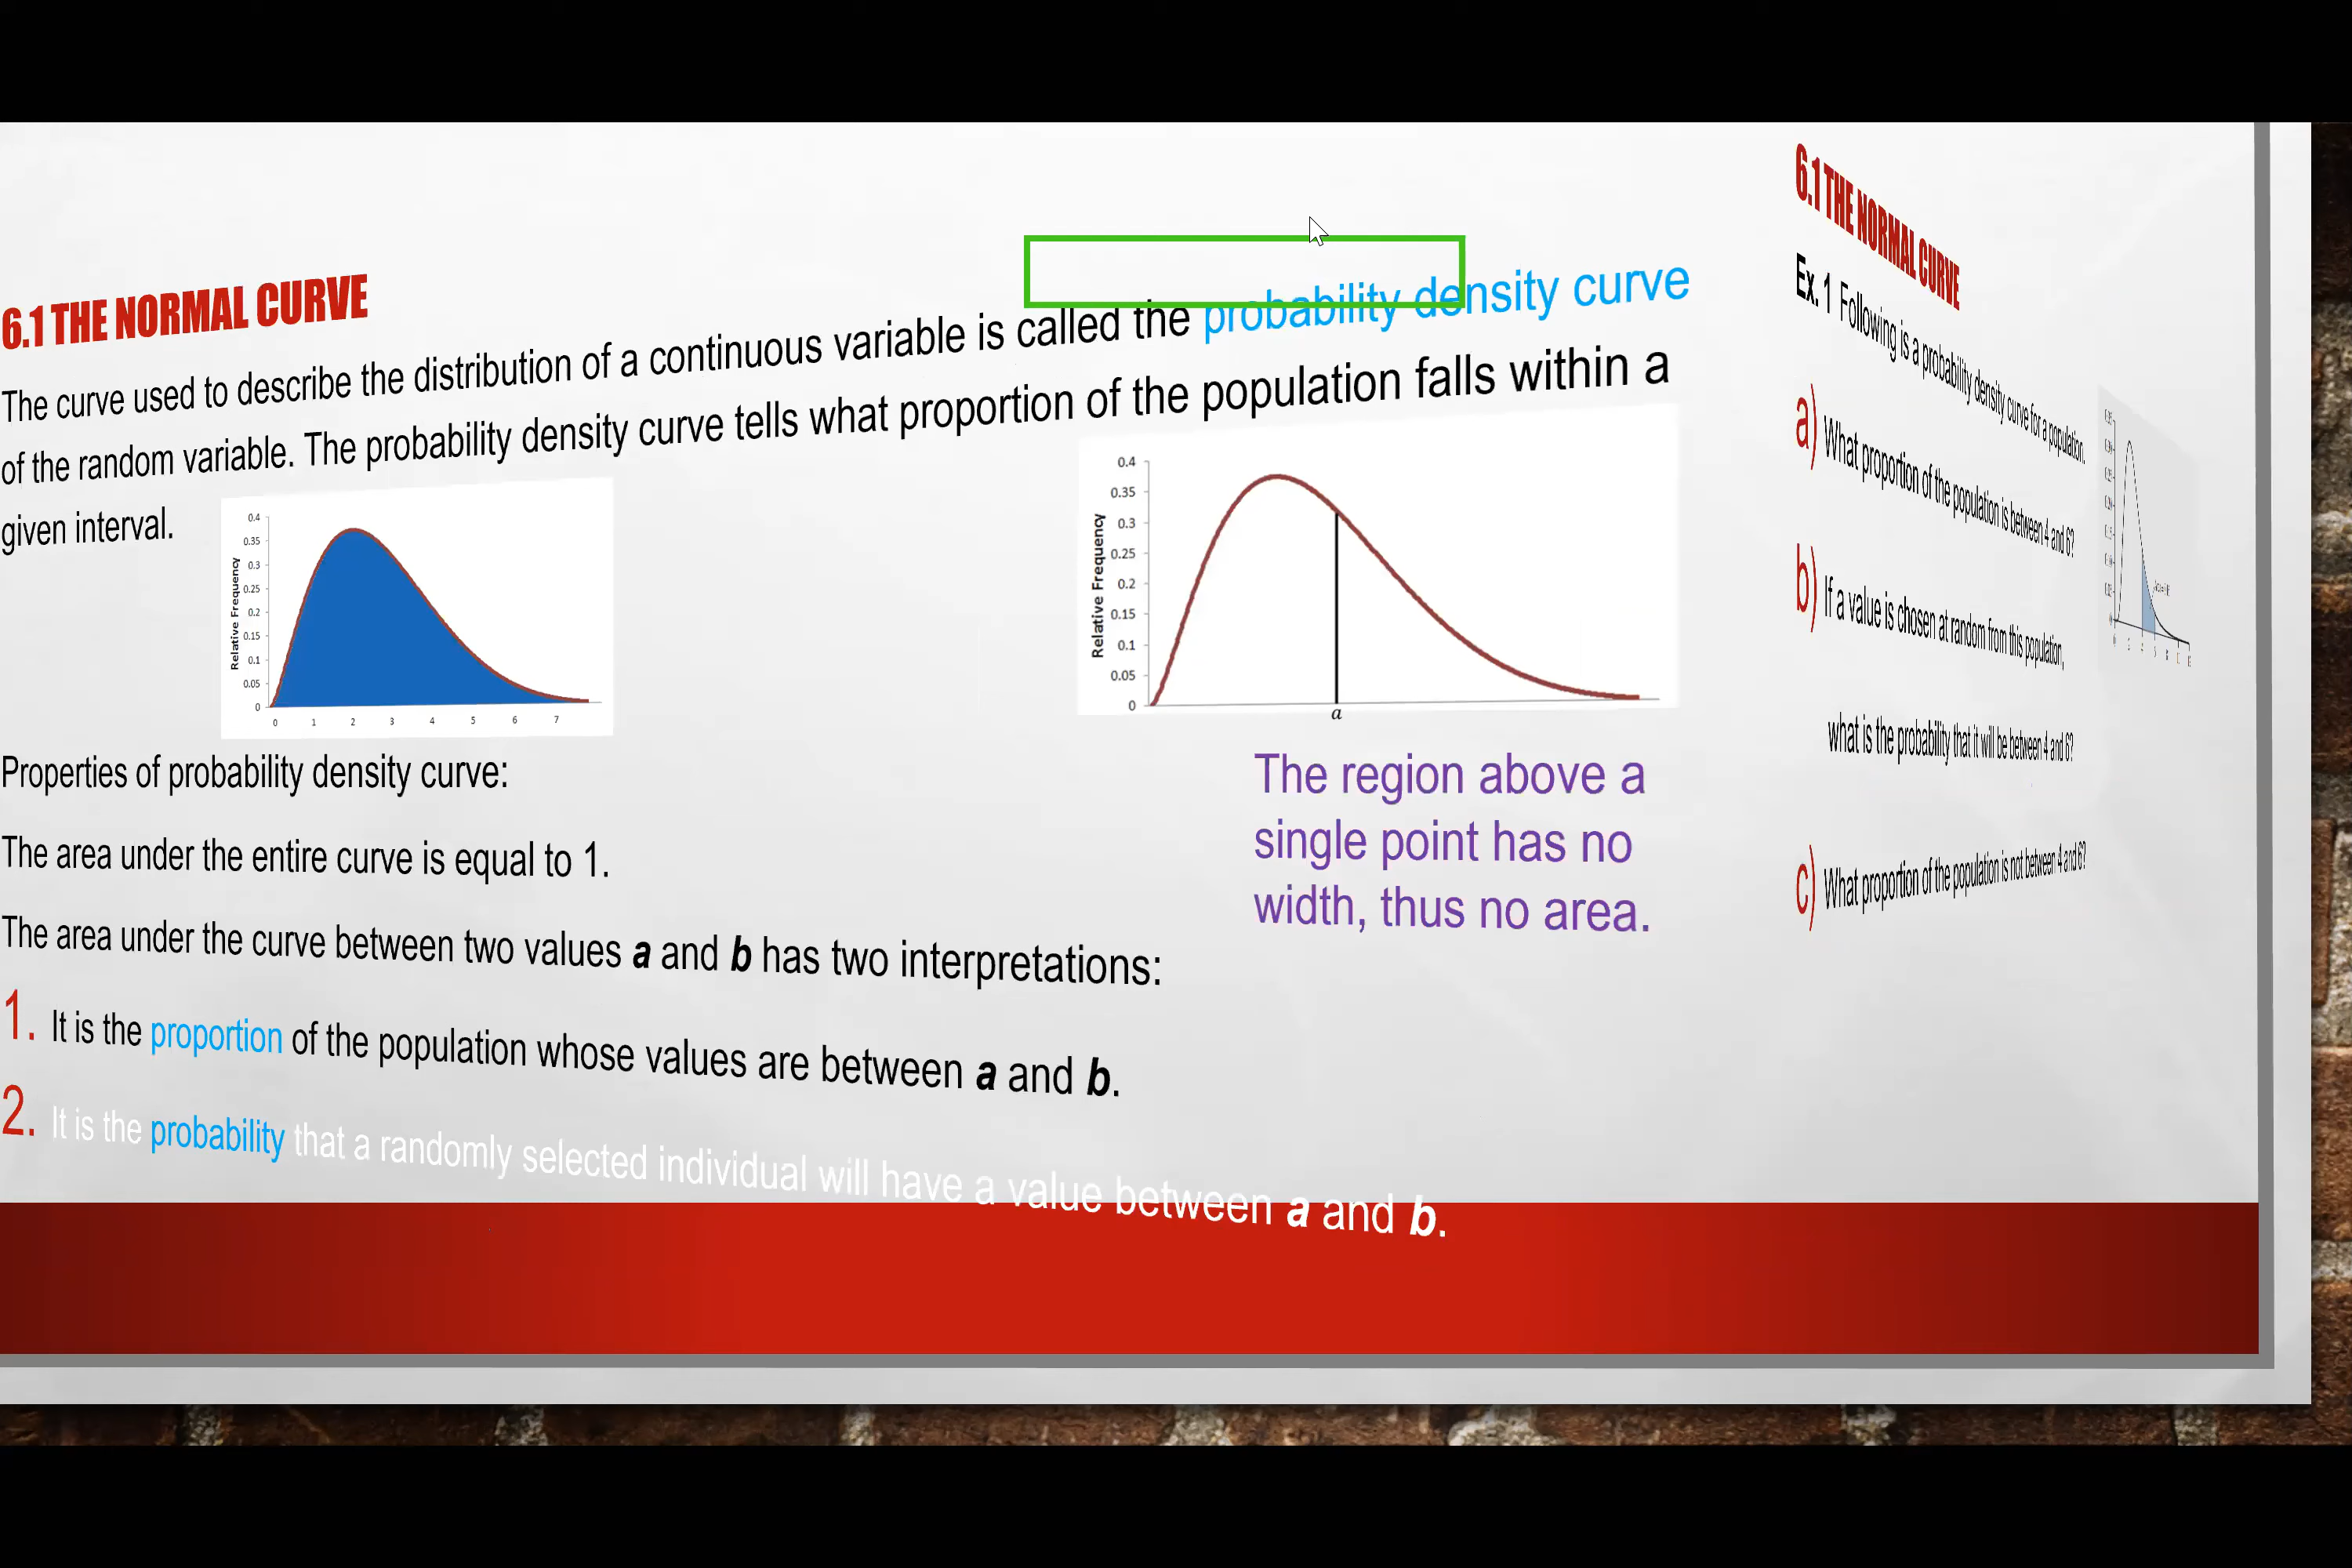 6.1 THE NORMAL CURVE
The curve used to describe the distribution of a continuous variable is called the probability density curve
of the random variable. The probability density curve tells what proportion of the population falls within a
given interval.
Relative Frequency
0.4
0.35
0.3
0.25
0.2
0.15
0.1
0.05
0
0 1 2 3 4 5 6 7
Relative Frequency
0.4
0.35
0.3
0.25
0.2
0.15
0.1
0.05
0
a
The region above a
single point has no
width, thus no area.
Properties of probability density curve:
The area under the entire curve is equal to 1.
The area under the curve between two values a and b has two interpretations:
1. It is the proportion of the population whose values are between a and b.
2. It is the probability that a randomly selected individual will have a value between a and b.
6.1 THE NORMAL CURVE
Ex. 1 Following is a probability density curve for a population.
a) What proportion of the population is between 4 and 6?
b) If a value is chosen at random from this population,
what is the probability that it will be between 4 and 6?
c) What proportion of the population is not between 4 and 6?